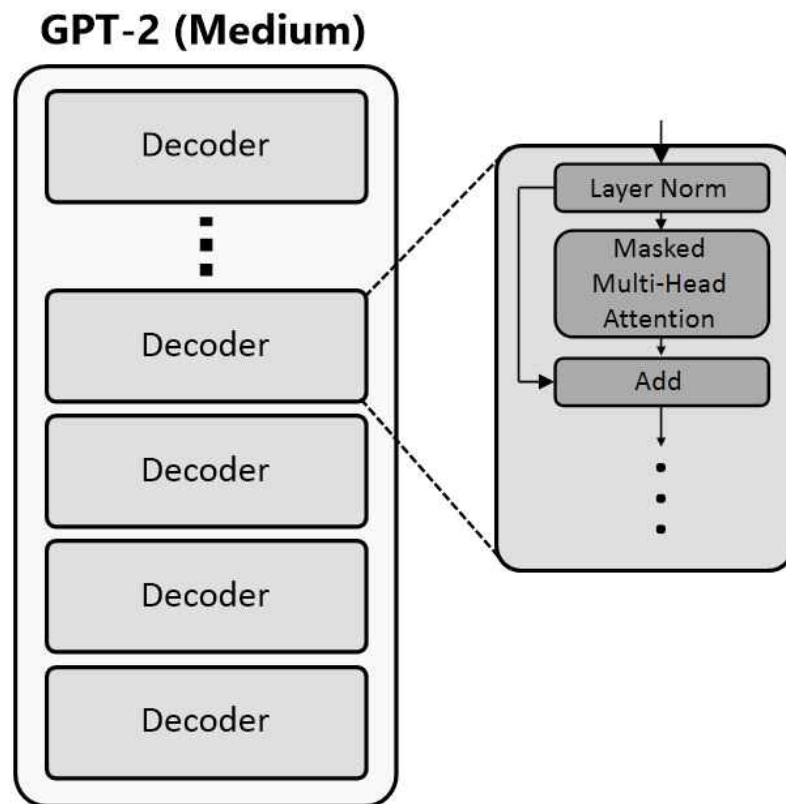 GPT-2 (Medium)
Decoder
Decoder
Decoder
Decoder
Decoder
Layer Norm
Masked
Multi-Head
Attention
Add